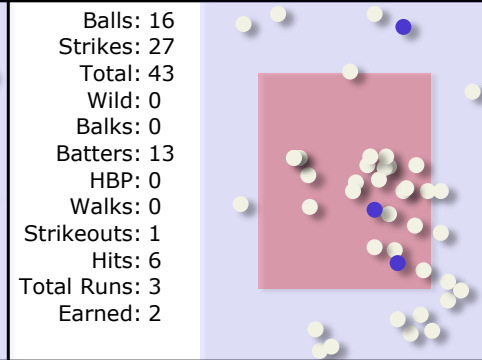 Balls: 16
Strikes: 27
Total: 43
Wild: 0
Balks: 0
Batters: 13
HBP: 0
Walks: 0
Strikeouts: 1
Hits: 6
Total Runs: 3
Earned: 2